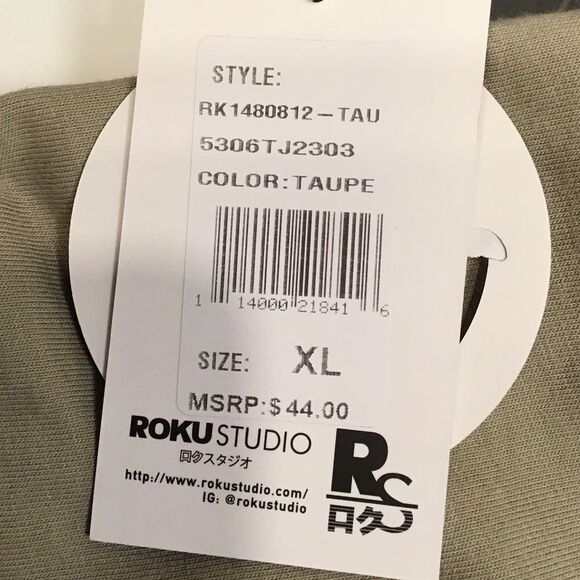 STYLE:
RK1480812-TAU
5306TJ2303
COLOR:TAUPE
1 14000 21841 6
SIZE: XL
MSRP:$44.00
ROKU STUDIO
ロクスタジオ
http://www.rokustudio.com/
IG: @rokustudio
RC
ロク